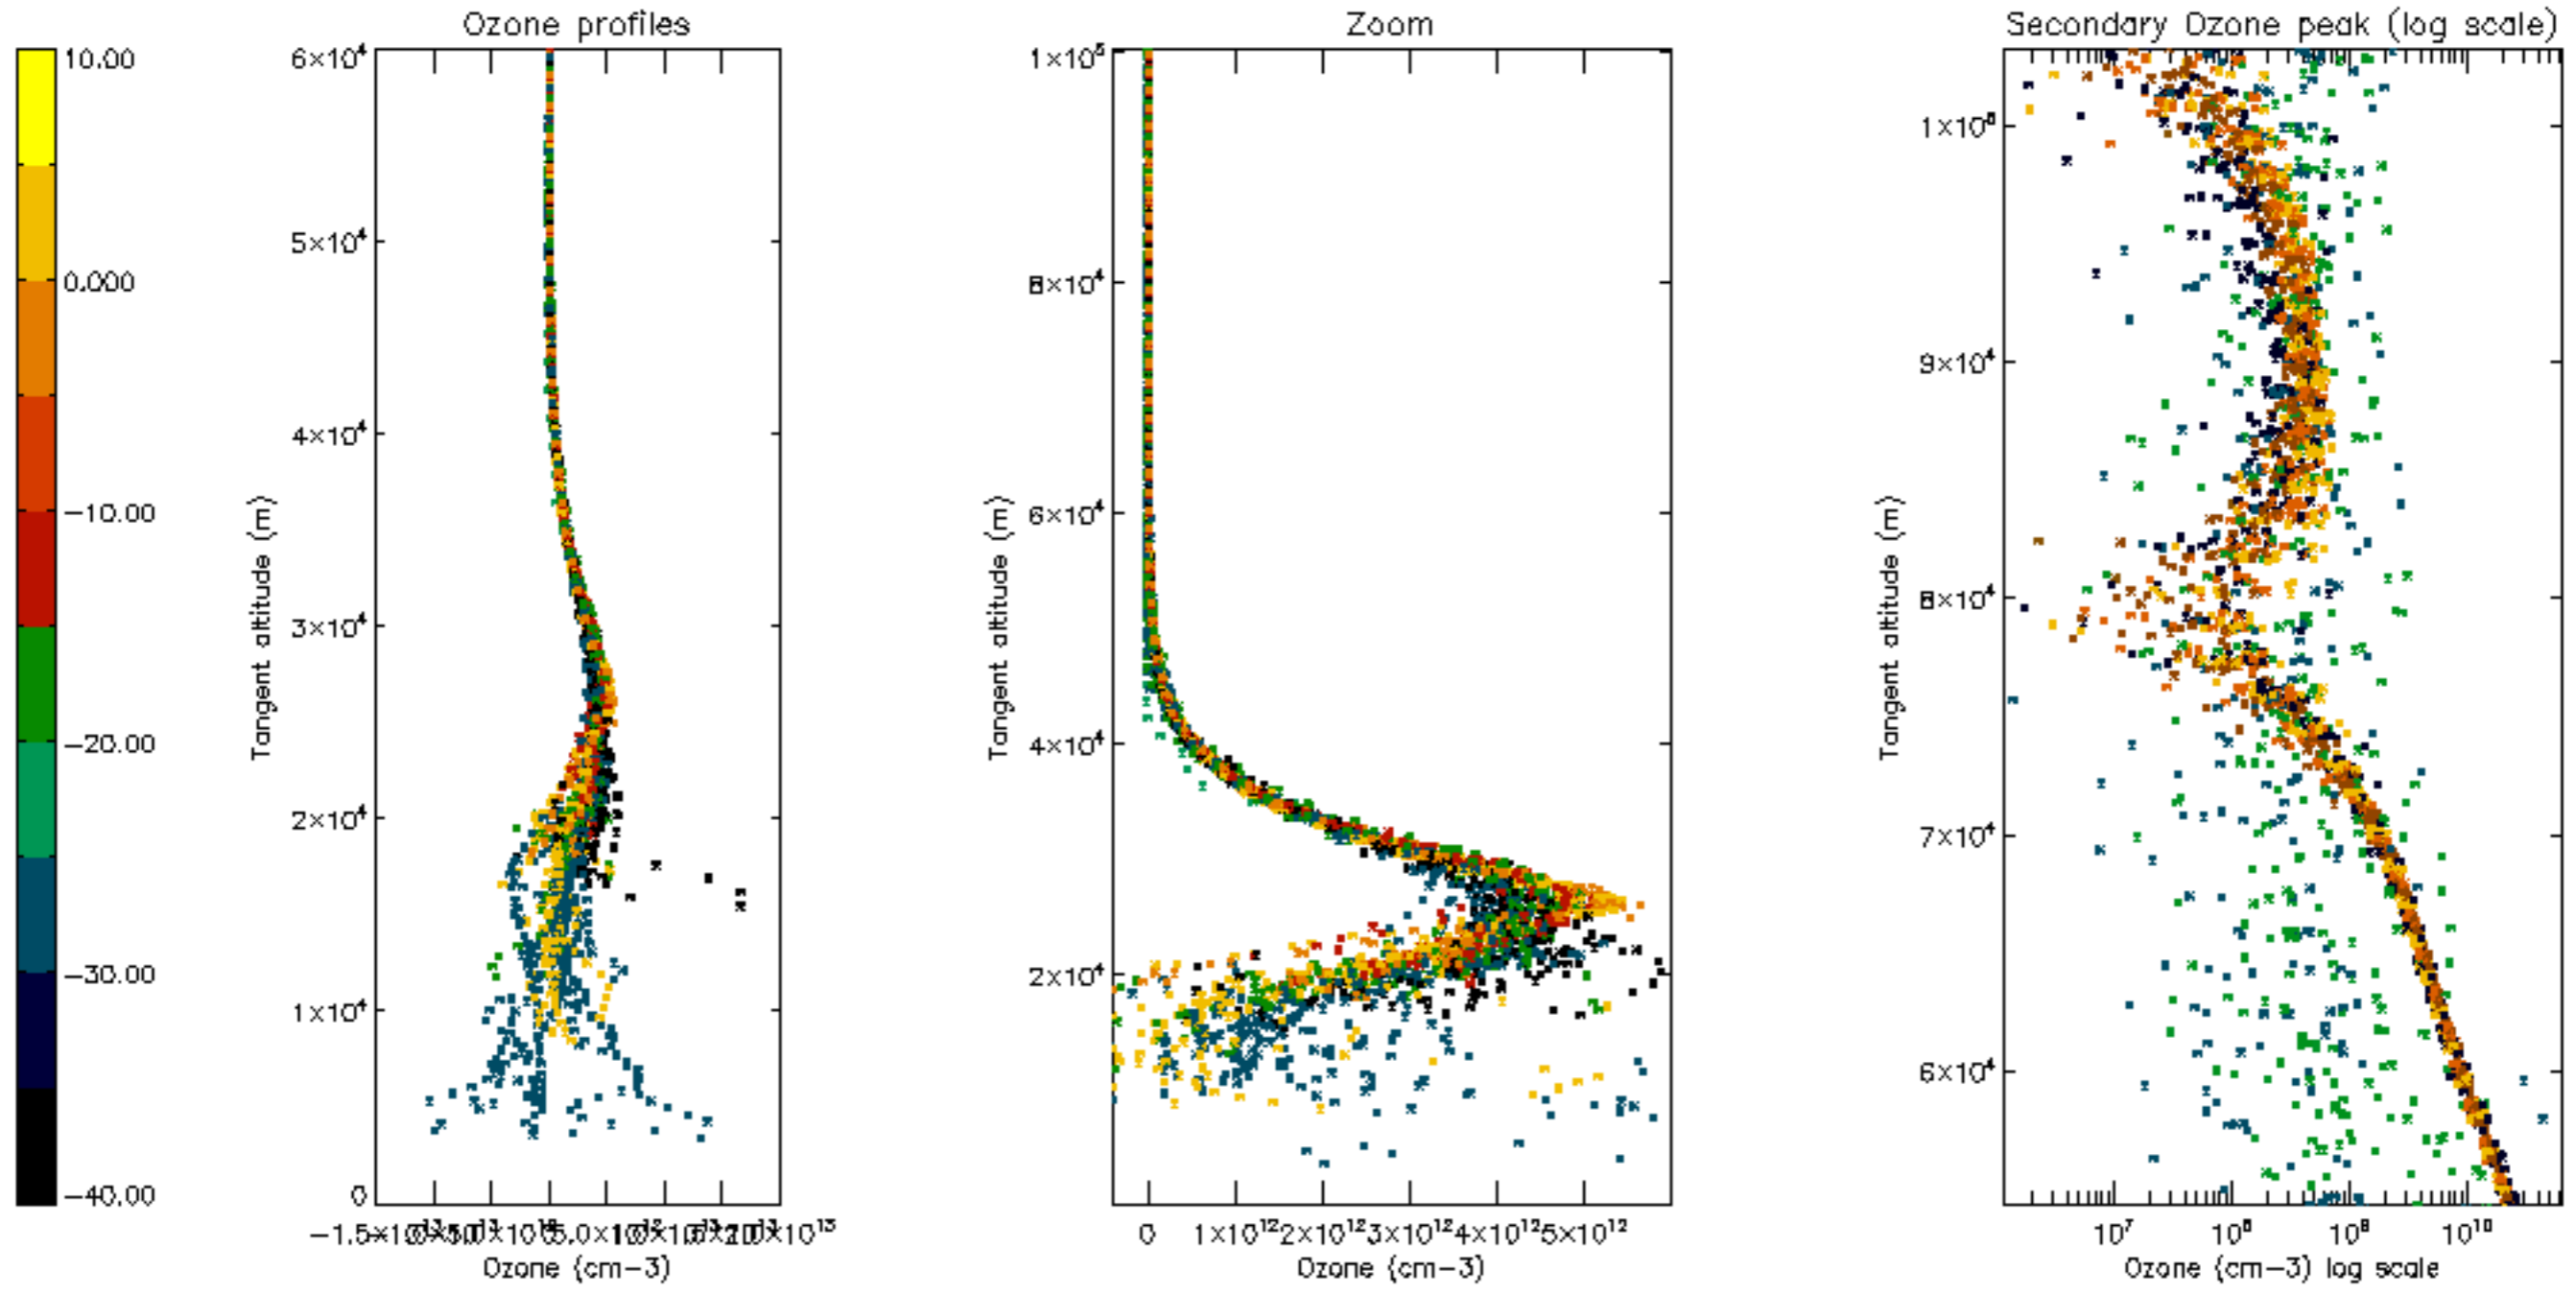 Ozone profiles
Zoom
Secondary Ozone peak (log scale)
10.00
0.000
−10.00
−20.00
−30.00
−40.00
6×10⁴
5×10⁴
4×10⁴
3×10⁴
2×10⁴
1×10⁴
0
Tangent altitude (m)
Ozone (cm−3)
1×10⁵
8×10⁴
6×10⁴
4×10⁴
2×10⁴
Tangent altitude (m)
0 1×10¹² 2×10¹² 3×10¹² 4×10¹² 5×10¹²
Ozone (cm−3)
1×10⁵
9×10⁴
8×10⁴
7×10⁴
6×10⁴
Tangent altitude (m)
10⁷ 10⁸ 10⁹ 10¹⁰
Ozone (cm−3) log scale